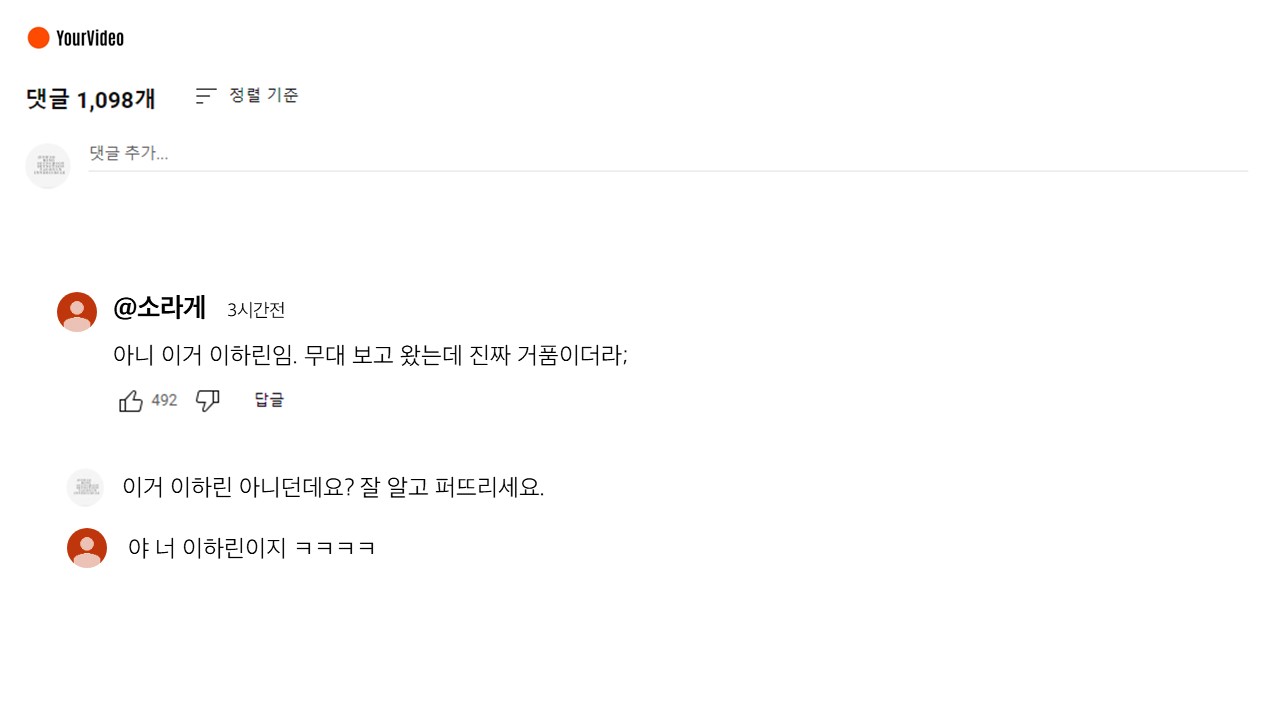 YourVideo
댓글 1,098개 정렬 기준
댓글 추가...
@소라게 3시간전
아니 이거 이하린임. 무대 보고 왔는데 진짜 거품이더라;
492 답글
이거 이하린 아니던데요? 잘 알고 퍼뜨리세요.
야 너 이하린이지 ㅋㅋㅋㅋ